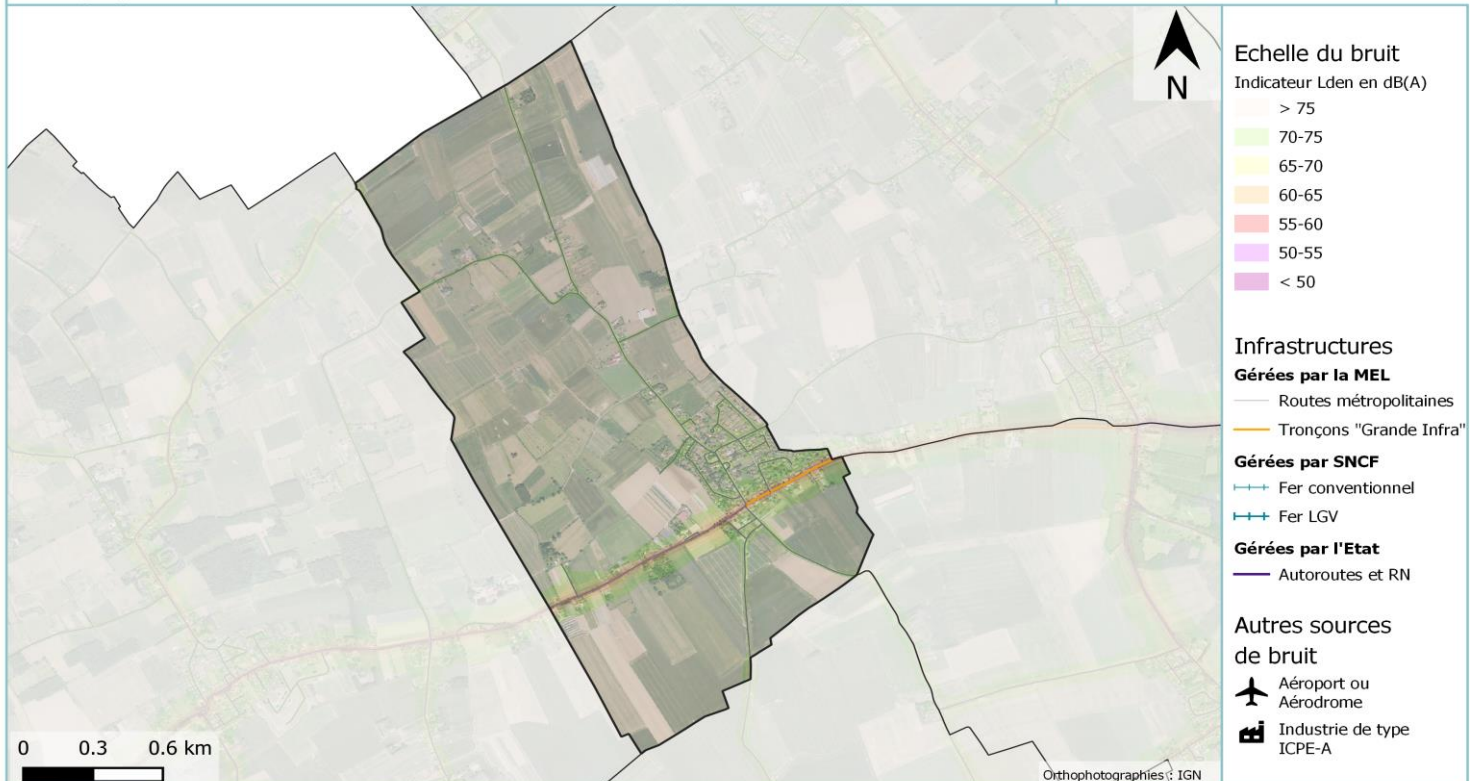 N
Echelle du bruit
Indicateur Lden en dB(A)
> 75
70-75
65-70
60-65
55-60
50-55
< 50
Infrastructures
Gérées par la MEL
Routes métropolitaines
Tronçons "Grande Infra"
Gérées par SNCF
Fer conventionnel
Fer LGV
Gérées par l'Etat
Autoroutes et RN
Autres sources
de bruit
Aéroport ou
Aérodrome
Industrie de type
ICPE-A
0 0.3 0.6 km
Orthophotographies : IGN